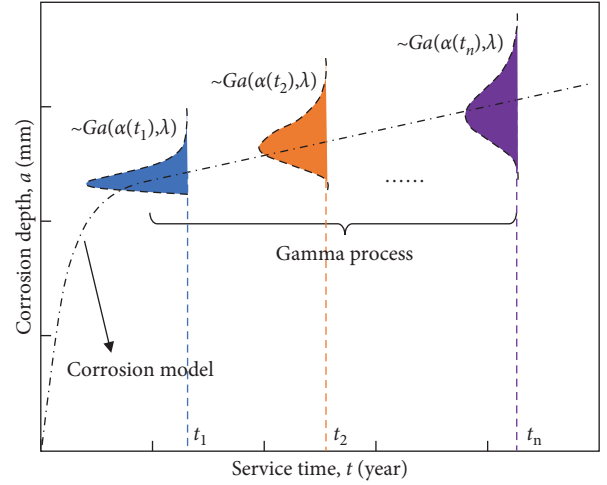 ~Ga(α(tn),λ)
~Ga(α(t2),λ)
~Ga(α(t1),λ)
......
Gamma process
Corrosion model
t1
t2
tn
Corrosion depth, a (mm)
Service time, t (year)